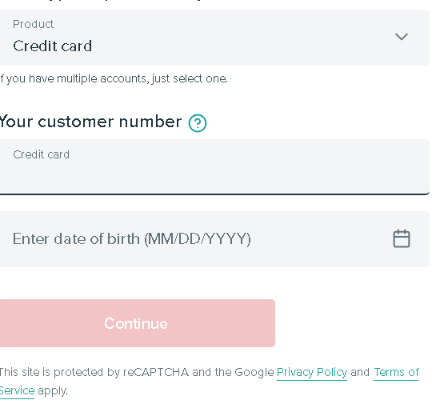 Product
Credit card
If you have multiple accounts, just select one.
Your customer number
Credit card
Enter date of birth (MM/DD/YYYY)
Continue
This site is protected by reCAPTCHA and the Google Privacy Policy and Terms of
Service apply.